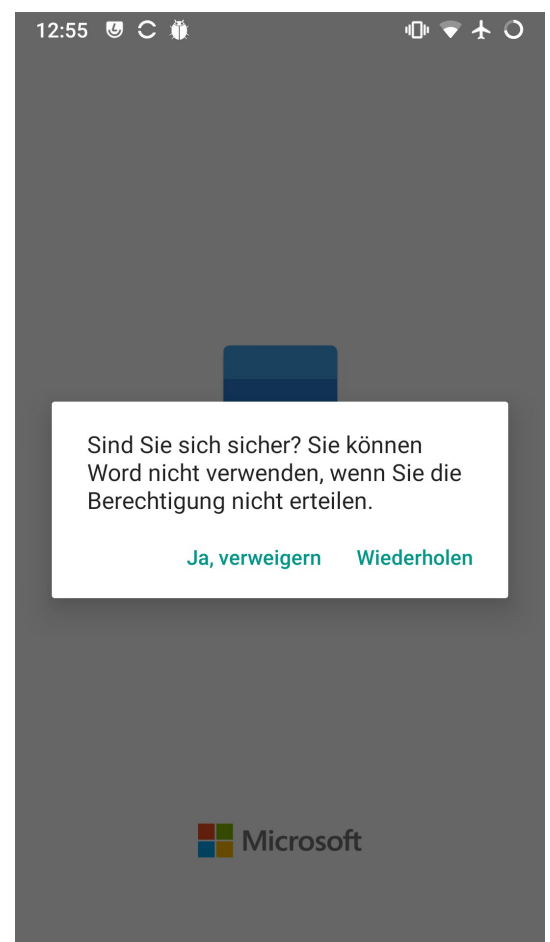 12:55
Sind Sie sich sicher? Sie können
Word nicht verwenden, wenn Sie die
Berechtigung nicht erteilen.
Ja, verweigern Wiederholen
Microsoft